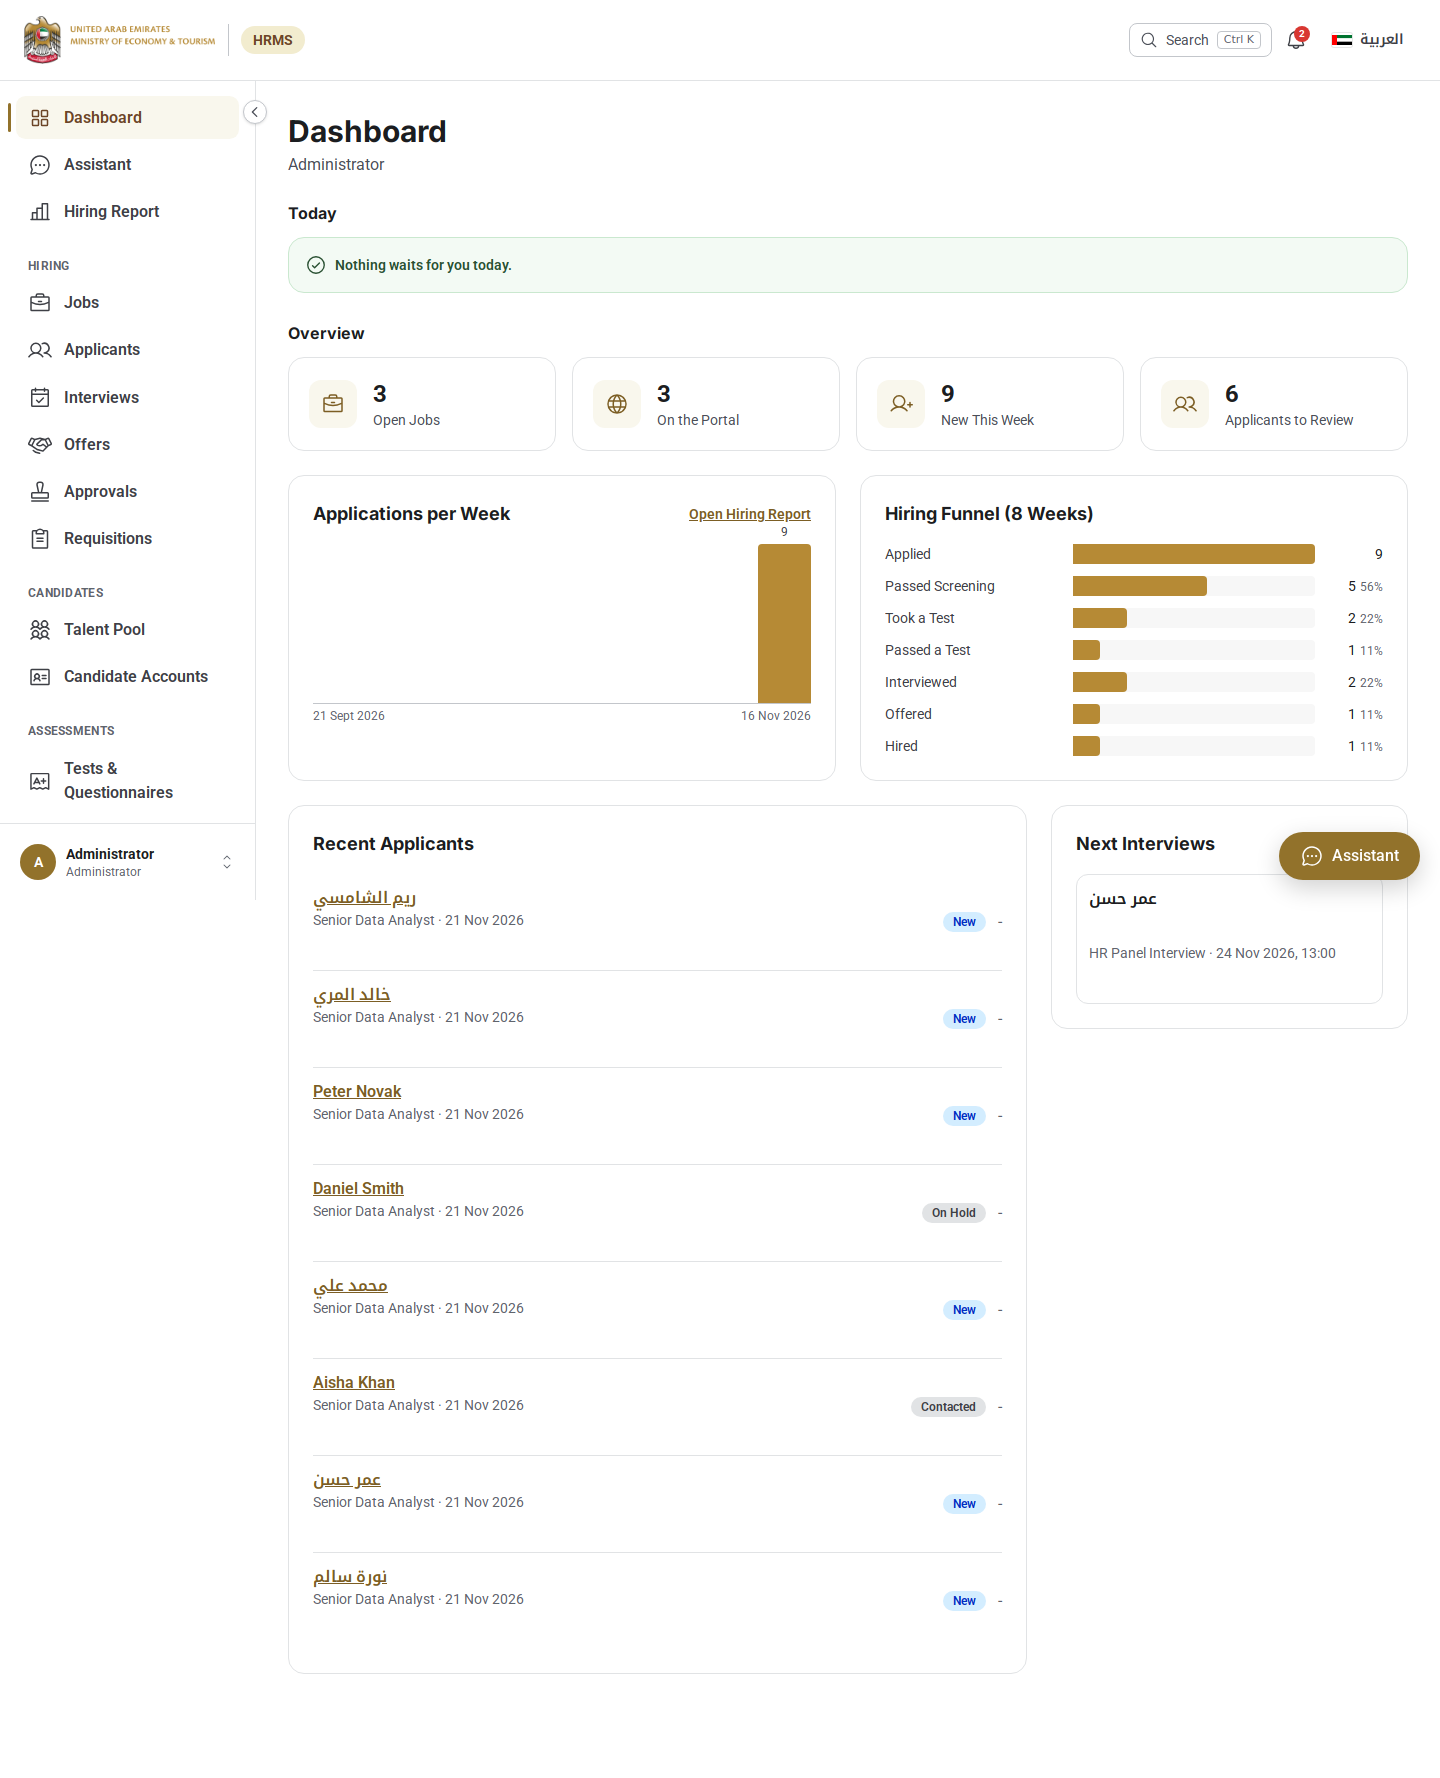 UNITED ARAB EMIRATES
MINISTRY OF ECONOMY & TOURISM
HRMS
Search Ctrl K
2
العربية
Dashboard
Assistant
Hiring Report
HIRING
Jobs
Applicants
Interviews
Offers
Approvals
Requisitions
CANDIDATES
Talent Pool
Candidate Accounts
ASSESSMENTS
Tests &
Questionnaires
A
Administrator
Administrator
Dashboard
Administrator
Today
Nothing waits for you today.
Overview
3
Open Jobs
3
On the Portal
9
New This Week
6
Applicants to Review
Applications per Week
Open Hiring Report
9
21 Sept 2026
16 Nov 2026
Hiring Funnel (8 Weeks)
Applied 9
Passed Screening 5 56%
Took a Test 2 22%
Passed a Test 1 11%
Interviewed 2 22%
Offered 1 11%
Hired 1 11%
Recent Applicants
ريم الشامسي
Senior Data Analyst · 21 Nov 2026
New -
خالد المري
Senior Data Analyst · 21 Nov 2026
New -
Peter Novak
Senior Data Analyst · 21 Nov 2026
New -
Daniel Smith
Senior Data Analyst · 21 Nov 2026
On Hold -
محمد علي
Senior Data Analyst · 21 Nov 2026
New -
Aisha Khan
Senior Data Analyst · 21 Nov 2026
Contacted -
عمر حسن
Senior Data Analyst · 21 Nov 2026
New -
نورة سالم
Senior Data Analyst · 21 Nov 2026
New -
Next Interviews
Assistant
عمر حسن
HR Panel Interview · 24 Nov 2026, 13:00